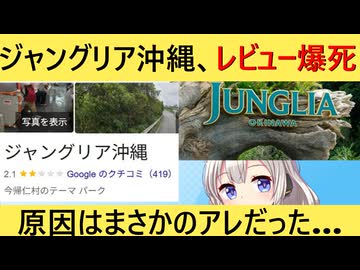 ジャングリア沖縄、レビュー爆死
写真を表示
JUNGLIA
OKINAWA
ジャングリア沖縄
2.1 ★★☆☆☆ Google のクチコミ（419）
今帰仁村のテーマ パーク
原因はまさかのアレだった...